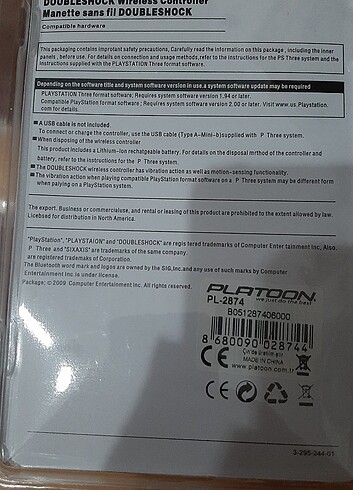 DOUBLESHOCK Wireless Controller
Manette sans fil DOUBLESHOCK
Compatible hardware
This packaging contains important safety precautions, Carefully read the information on this package , including the inner
panels , before use. For details on connection and usage methods, refer to the instructions for the PS Three system and the
instructions supplied with the PLAYSTATION Three format software.
Depending on the software title and system software version in use.a system software update may be required
PLAYSTATION Three format software; Requires system software version 1,94 or later.
Compatible PlayStation format software ; Requires system software version 2.00 or later. Visit www.us.Playstation.
com for details.
A USB cable is not included.
To connect or charge the controller, use the USB cable (Type A-Mini-b)supplied with P Three system.
When disposing of the wireless controller
This product includes a Lithium-ion rechargeable battery. For details on the disposal mrthod of the controller and
battery, refer to the instructions for the P Three system.
The DOUBLESHOCK wireless controller has vibration action as well as motion-sensing functionality.
The vibration action when playing compatible PlayStation format software on a P Three system may be different form
when palying on a PlayStation system.
The export. Business or commercialuse, and rental or leasing of this product are prohibited to the extent allowed by law.
Licensed for distribution in North America.
"PlayStation", "PLAYSTAION" and "DOUBLESHOCK" are registered trademarks of Computer Entertainment Inc, Also,
P Three and "SIXAXIS" are trademarks of the same company.
are registered trademarks of Corporation.
The Bluetooth word mark and logos are owned by the SIG,Inc.and any use of such marks by Computer
Entertainment Inc.is under license.
Package; © 2009 Computer Entertainment Inc. All rights reserved.
PLATOON
we just do the best
PL-2874
B051287406000
8 680090 028744
Çin'de üretilmiştir
MADE IN CHINA
www.platoon.com.tr
3-295-244-01